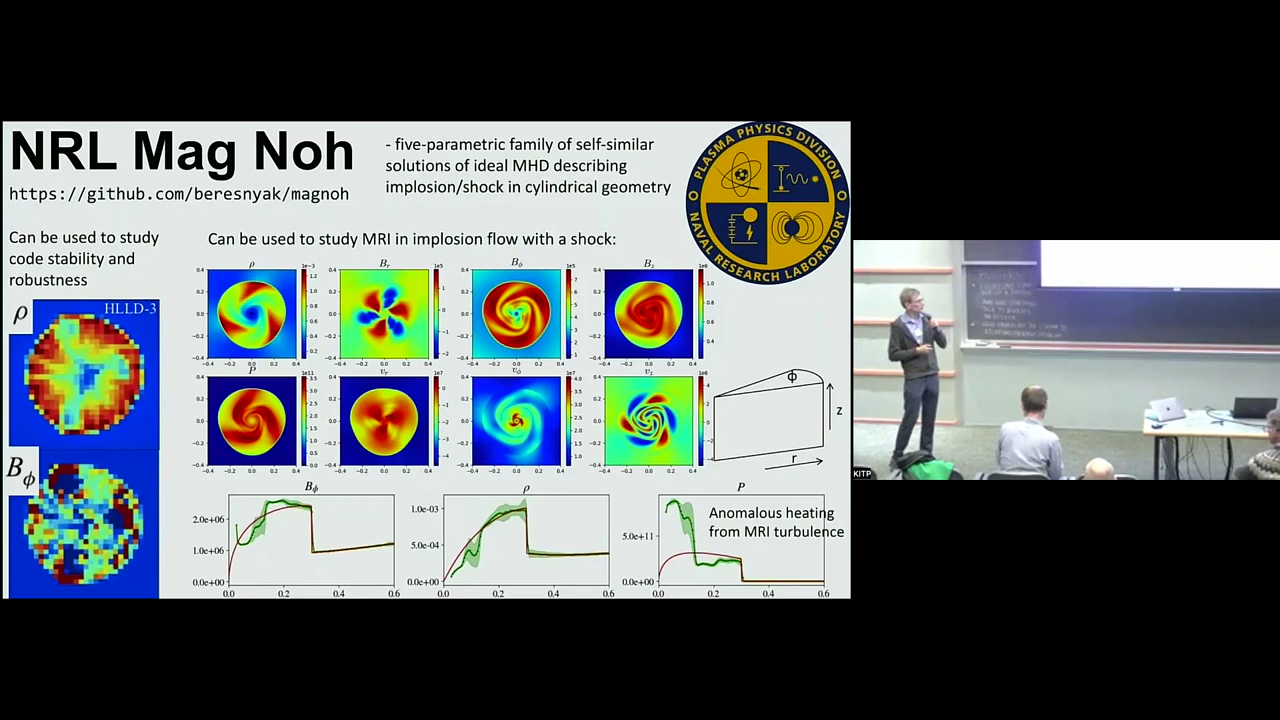 NRL Mag Noh
https://github.com/beresnyak/magnoh
- five-parametric family of self-similar
solutions of ideal MHD describing
implosion/shock in cylindrical geometry
PLASMA PHYSICS DIVISION
NAVAL RESEARCH LABORATORY
Can be used to study
code stability and
robustness
Can be used to study MRI in implosion flow with a shock:
ρ
HLLD-3
B_ϕ
ρ
B_r
B_ϕ
B_z
P
v_r
v_ϕ
v_z
ϕ
z
r
B_ϕ
2.0e+06
1.0e+06
0.0e+00
0.0 0.2 0.4 0.6
ρ
1.0e-03
5.0e-04
0.0e+00
0.0 0.2 0.4 0.6
P
5.0e+11
0.0e+00
0.0 0.2 0.4 0.6
Anomalous heating
from MRI turbulence
KITP